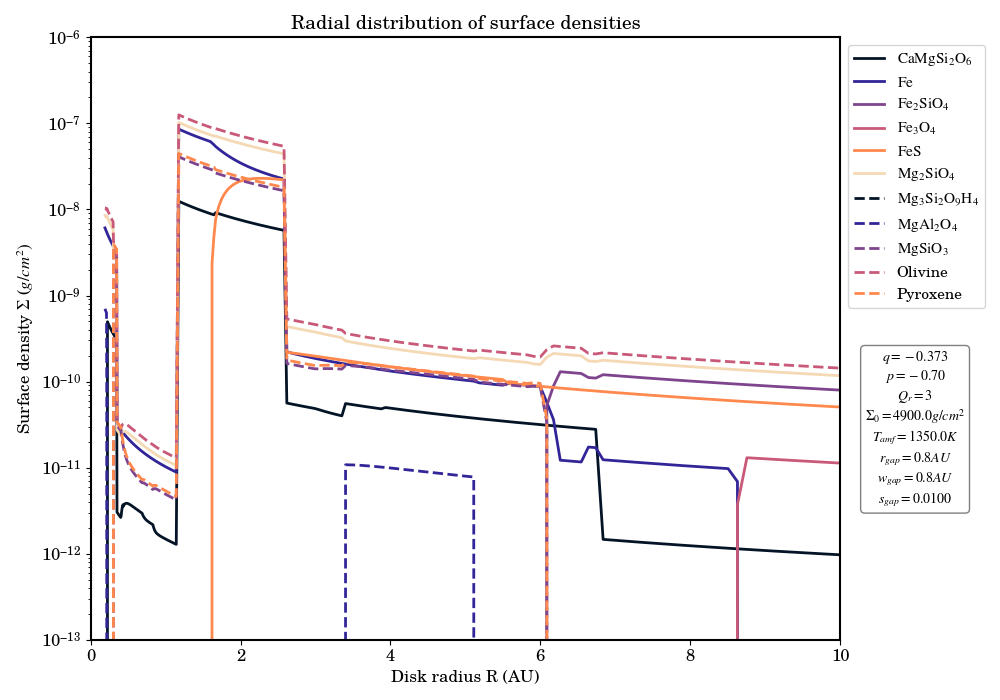 Radial distribution of surface densities
Surface density Σ (g/cm²)
10⁻⁶
10⁻⁷
10⁻⁸
10⁻⁹
10⁻¹⁰
10⁻¹¹
10⁻¹²
10⁻¹³
0 2 4 6 8 10
Disk radius R (AU)
CaMgSi₂O₆
Fe
Fe₂SiO₄
Fe₃O₄
FeS
Mg₂SiO₄
Mg₃Si₂O₉H₄
MgAl₂O₄
MgSiO₃
Olivine
Pyroxene
q = −0.373
p = −0.70
Qᵣ = 3
Σ₀ = 4900.0g/cm²
T_amf = 1350.0K
r_gap = 0.8AU
w_gap = 0.8AU
s_gap = 0.0100